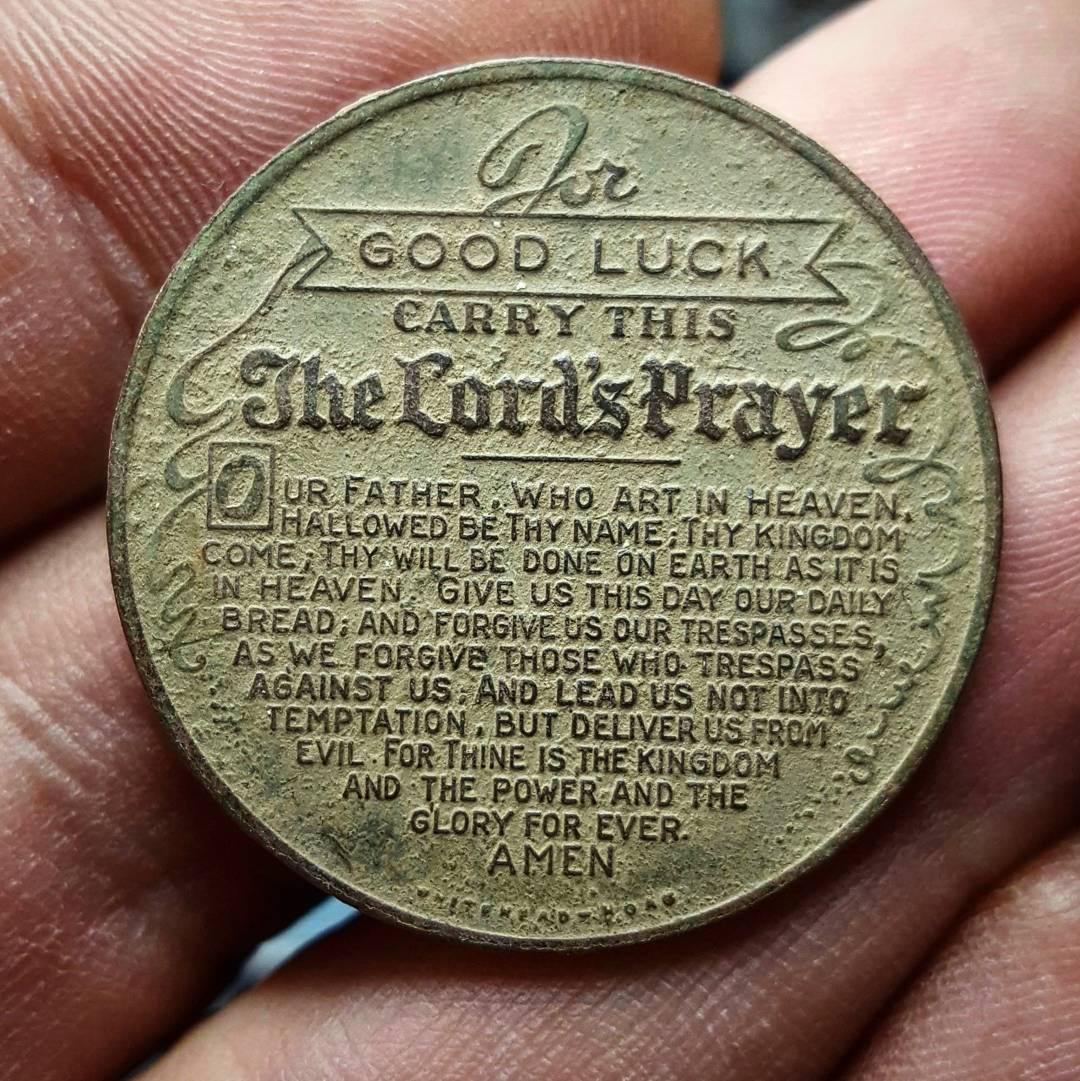 For
GOOD LUCK
CARRY THIS
The Lord's Prayer
OUR FATHER, WHO ART IN HEAVEN,
HALLOWED BE THY NAME; THY KINGDOM
COME; THY WILL BE DONE ON EARTH AS IT IS
IN HEAVEN. GIVE US THIS DAY OUR DAILY
BREAD; AND FORGIVE US OUR TRESPASSES,
AS WE FORGIVE THOSE WHO TRESPASS
AGAINST US; AND LEAD US NOT INTO
TEMPTATION, BUT DELIVER US FROM
EVIL. FOR THINE IS THE KINGDOM
AND THE POWER AND THE
GLORY FOR EVER.
AMEN
WHITEHEAD-HOAG